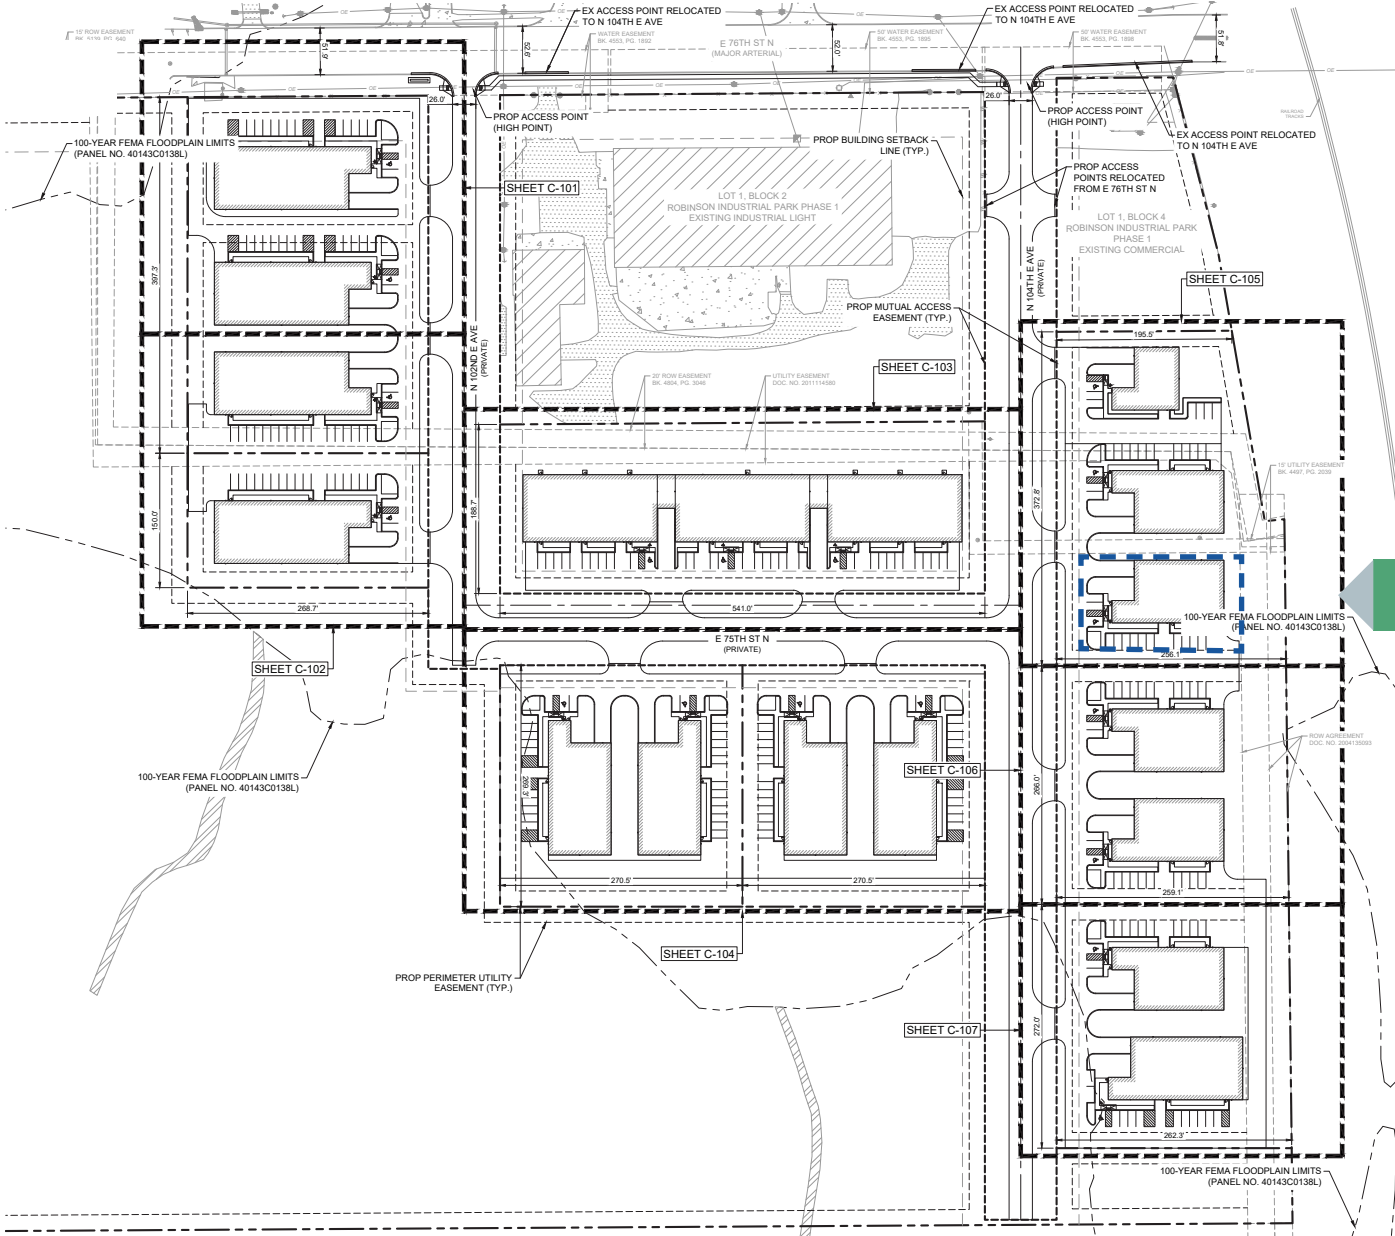 EX ACCESS POINT RELOCATED
TO N 104TH E AVE
EX ACCESS POINT RELOCATED
TO N 104TH E AVE
15' ROW EASEMENT
WATER EASEMENT
BK. 4553, PG. 1892
E 76TH ST N
(MAJOR ARTERIAL)
50' WATER EASEMENT
BK. 4553, PG. 1895
50' WATER EASEMENT
BK. 4553, PG. 1898
51.9'
52.6'
52.0'
51.8'
OE
OE
OE
OE
OE
OE
26.0'
26.0'
RAILROAD
TRACKS
PROP ACCESS POINT
(HIGH POINT)
PROP ACCESS POINT
(HIGH POINT)
EX ACCESS POINT RELOCATED
TO N 104TH E AVE
100-YEAR FEMA FLOODPLAIN LIMITS
(PANEL NO. 40143C0138L)
PROP BUILDING SETBACK
LINE (TYP.)
PROP ACCESS
POINTS RELOCATED
FROM E 76TH ST N
SHEET C-101
LOT 1, BLOCK 2
ROBINSON INDUSTRIAL PARK PHASE 1
EXISTING INDUSTRIAL LIGHT
LOT 1, BLOCK 4
ROBINSON INDUSTRIAL PARK
PHASE 1
EXISTING COMMERCIAL
397.3'
N 104TH E AVE
(PRIVATE)
SHEET C-105
PROP MUTUAL ACCESS
EASEMENT (TYP.)
195.5'
N 102ND E AVE
(PRIVATE)
SHEET C-103
20' ROW EASEMENT
BK. 4804, PG. 3046
UTILITY EASEMENT
DOC. NO. 2011114580
15' UTILITY EASEMENT
BK. 4497, PG. 2039
150.0'
188.7'
372.8'
268.7'
541.0'
100-YEAR FEMA FLOODPLAIN LIMITS
(PANEL NO. 40143C0138L)
256.1'
E 75TH ST N
(PRIVATE)
SHEET C-102
ROW AGREEMENT
DOC. NO. 2004135093
100-YEAR FEMA FLOODPLAIN LIMITS
(PANEL NO. 40143C0138L)
269.3'
SHEET C-106
266.0'
270.5'
270.5'
259.1'
SHEET C-104
PROP PERIMETER UTILITY
EASEMENT (TYP.)
SHEET C-107
272.0'
262.3'
100-YEAR FEMA FLOODPLAIN LIMITS
(PANEL NO. 40143C0138L)